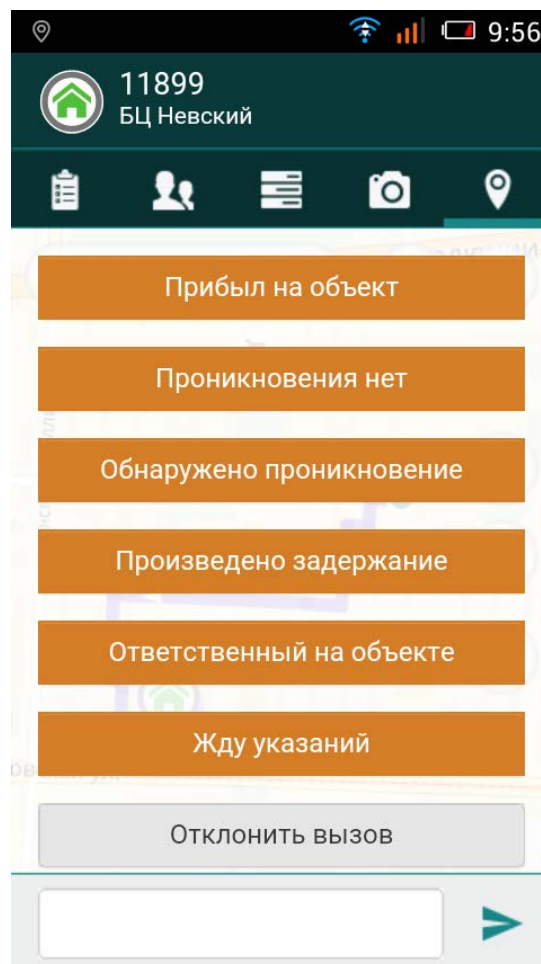 9:56
11899
БЦ Невский
Прибыл на объект
Проникновения нет
Обнаружено проникновение
Произведено задержание
Ответственный на объекте
Жду указаний
Отклонить вызов